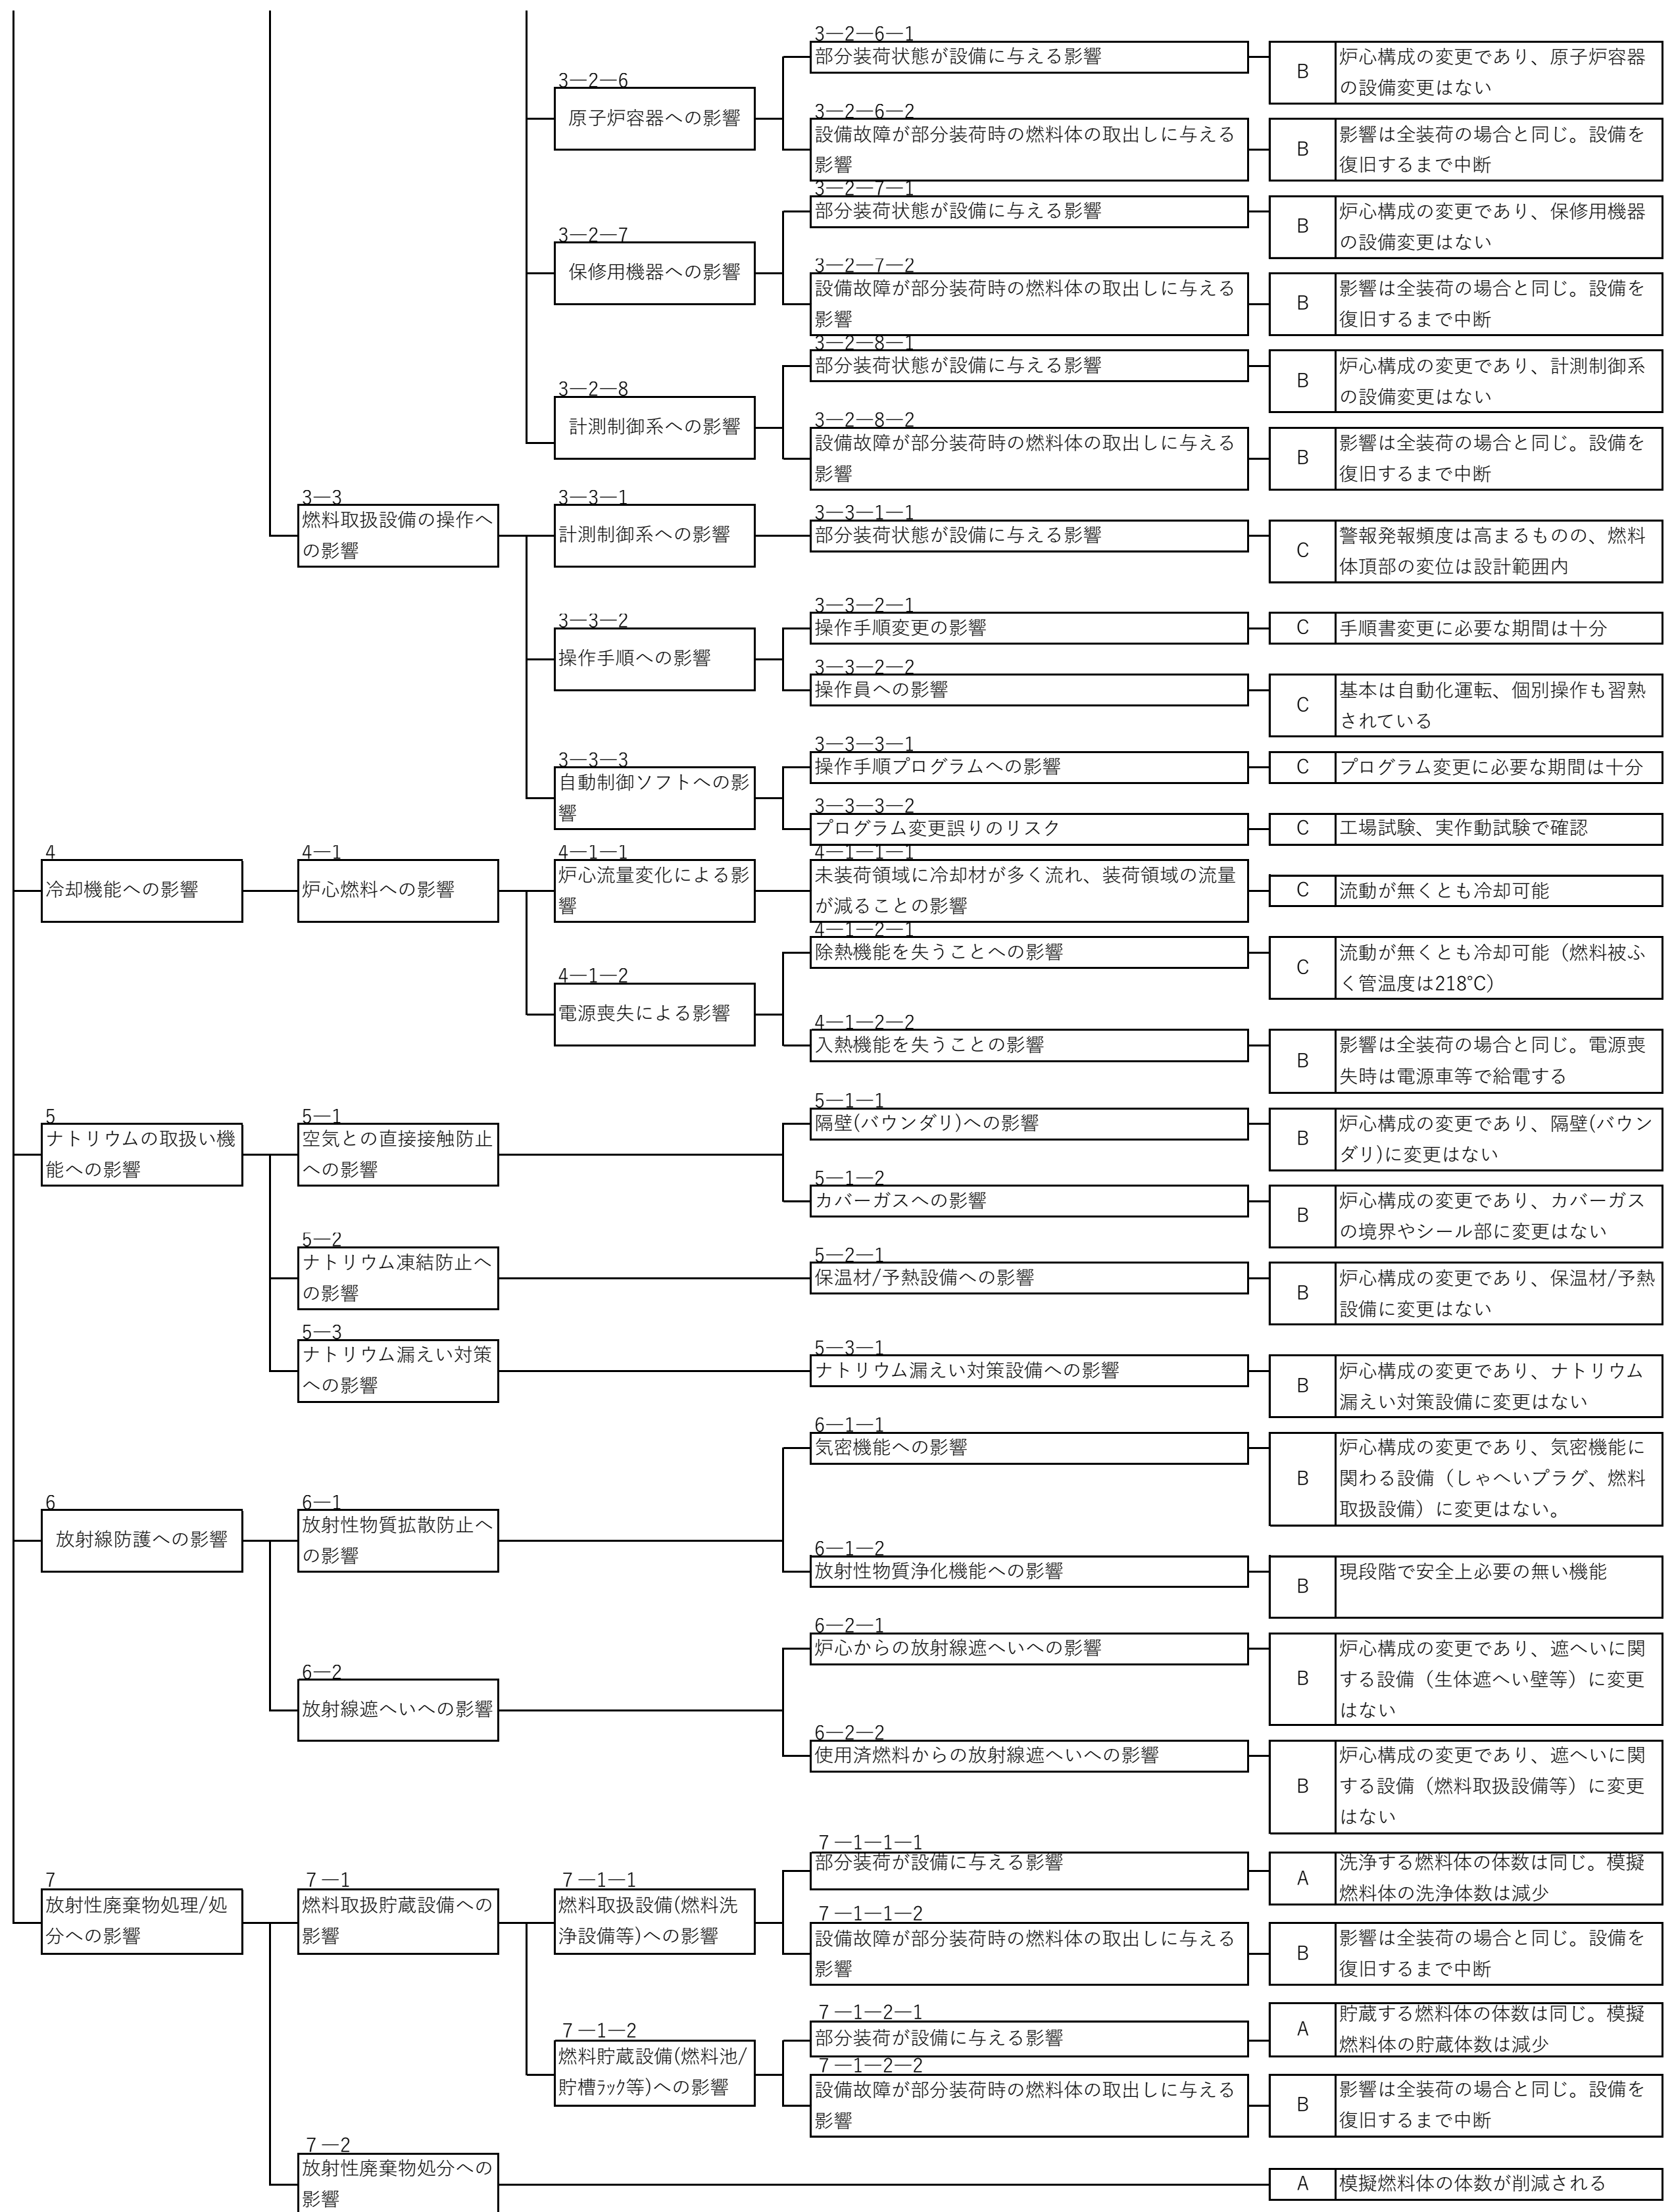 3―2―6
原子炉容器への影響
3―2―6―1
部分装荷状態が設備に与える影響
B
炉心構成の変更であり、原子炉容器
の設備変更はない
3―2―6―2
設備故障が部分装荷時の燃料体の取出しに与える
影響
B
影響は全装荷の場合と同じ。設備を
復旧するまで中断
3―2―7
保修用機器への影響
3―2―7―1
部分装荷状態が設備に与える影響
B
炉心構成の変更であり、保修用機器
の設備変更はない
3―2―7―2
設備故障が部分装荷時の燃料体の取出しに与える
影響
B
影響は全装荷の場合と同じ。設備を
復旧するまで中断
3―2―8
計測制御系への影響
3―2―8―1
部分装荷状態が設備に与える影響
B
炉心構成の変更であり、計測制御系
の設備変更はない
3―2―8―2
設備故障が部分装荷時の燃料体の取出しに与える
影響
B
影響は全装荷の場合と同じ。設備を
復旧するまで中断
3―3
燃料取扱設備の操作へ
の影響
3―3―1
計測制御系への影響
3―3―1―1
部分装荷状態が設備に与える影響
C
警報発報頻度は高まるものの、燃料
体頂部の変位は設計範囲内
3―3―2
操作手順への影響
3―3―2―1
操作手順変更の影響
C
手順書変更に必要な期間は十分
3―3―2―2
操作員への影響
C
基本は自動化運転、個別操作も習熟
されている
3―3―3
自動制御ソフトへの影
響
3―3―3―1
操作手順プログラムへの影響
C
プログラム変更に必要な期間は十分
3―3―3―2
プログラム変更誤りのリスク
C
工場試験、実作動試験で確認
4
冷却機能への影響
4―1
炉心燃料への影響
4―1―1
炉心流量変化による影
響
4―1―1―1
未装荷領域に冷却材が多く流れ、装荷領域の流量
が減ることの影響
C
流動が無くとも冷却可能
4―1―2
電源喪失による影響
4―1―2―1
除熱機能を失うことへの影響
C
流動が無くとも冷却可能（燃料被ふ
く管温度は218℃）
4―1―2―2
入熱機能を失うことの影響
B
影響は全装荷の場合と同じ。電源喪
失時は電源車等で給電する
5
ナトリウムの取扱い機
能への影響
5―1
空気との直接接触防止
への影響
5―1―1
隔壁(バウンダリ)への影響
B
炉心構成の変更であり、隔壁(バウン
ダリ)に変更はない
5―1―2
カバーガスへの影響
B
炉心構成の変更であり、カバーガス
の境界やシール部に変更はない
5―2
ナトリウム凍結防止へ
の影響
5―2―1
保温材/予熱設備への影響
B
炉心構成の変更であり、保温材/予熱
設備に変更はない
5―3
ナトリウム漏えい対策
への影響
5―3―1
ナトリウム漏えい対策設備への影響
B
炉心構成の変更であり、ナトリウム
漏えい対策設備に変更はない
6
放射線防護への影響
6―1
放射性物質拡散防止へ
の影響
6―1―1
気密機能への影響
B
炉心構成の変更であり、気密機能に
関わる設備（しゃへいプラグ、燃料
取扱設備）に変更はない。
6―1―2
放射性物質浄化機能への影響
B
現段階で安全上必要の無い機能
6―2
放射線遮へいへの影響
6―2―1
炉心からの放射線遮へいへの影響
B
炉心構成の変更であり、遮へいに関
する設備（生体遮へい壁等）に変更
はない
6―2―2
使用済燃料からの放射線遮へいへの影響
B
炉心構成の変更であり、遮へいに関
する設備（燃料取扱設備等）に変更
はない
7
放射性廃棄物処理/処
分への影響
7 ―1
燃料取扱貯蔵設備への
影響
7 ―1―1
燃料取扱設備(燃料洗
浄設備等)への影響
7 ―1―1―1
部分装荷が設備に与える影響
A
洗浄する燃料体の体数は同じ。模擬
燃料体の洗浄体数は減少
7 ―1―1―2
設備故障が部分装荷時の燃料体の取出しに与える
影響
B
影響は全装荷の場合と同じ。設備を
復旧するまで中断
7 ―1―2
燃料貯蔵設備(燃料池/
貯槽ﾗｯｸ等)への影響
7 ―1―2―1
部分装荷が設備に与える影響
A
貯蔵する燃料体の体数は同じ。模擬
燃料体の貯蔵体数は減少
7 ―1―2―2
設備故障が部分装荷時の燃料体の取出しに与える
影響
B
影響は全装荷の場合と同じ。設備を
復旧するまで中断
7 ―2
放射性廃棄物処分への
影響
A
模擬燃料体の体数が削減される